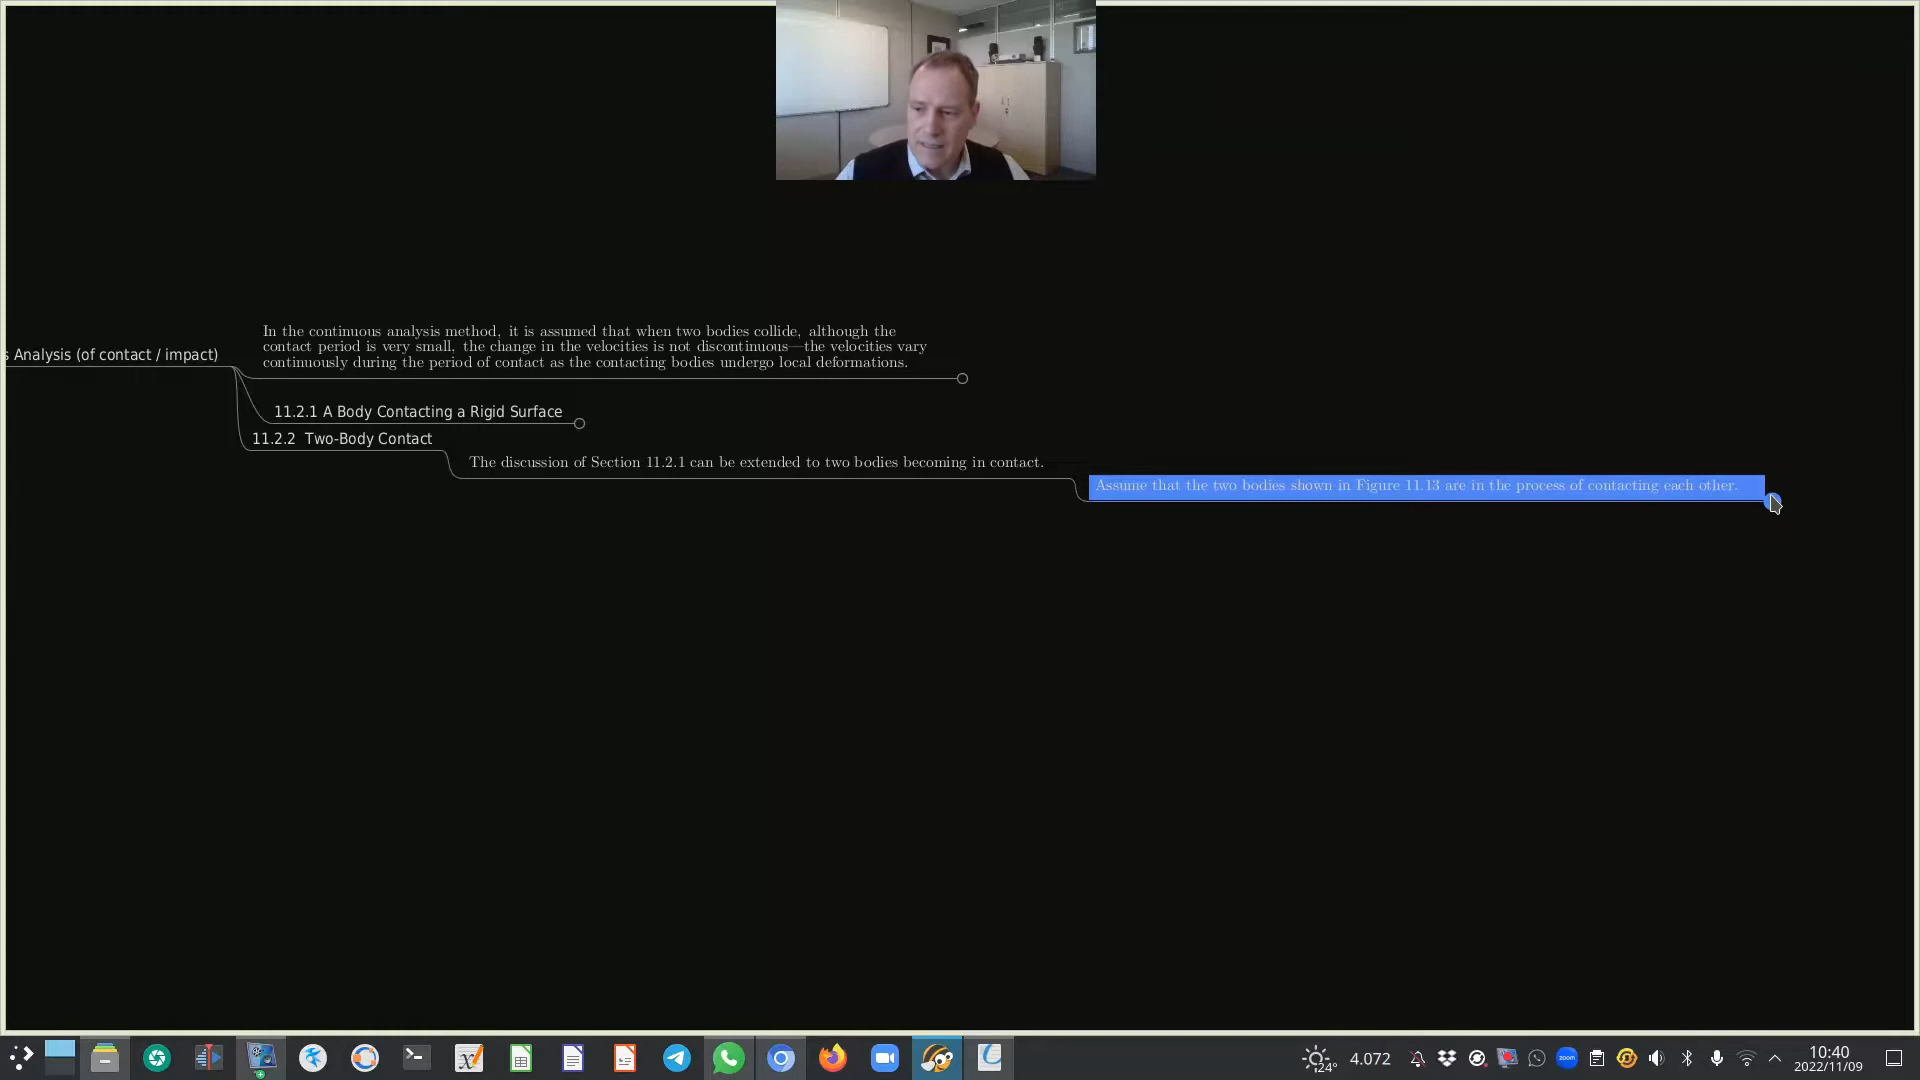 s Analysis (of contact / impact)
In the continuous analysis method, it is assumed that when two bodies collide, although the
contact period is very small, the change in the velocities is not discontinuous—the velocities vary
continuously during the period of contact as the contacting bodies undergo local deformations.
11.2.1 A Body Contacting a Rigid Surface
11.2.2 Two-Body Contact
The discussion of Section 11.2.1 can be extended to two bodies becoming in contact.
Assume that the two bodies shown in Figure 11.13 are in the process of contacting each other.
24°
4.072
zoom
10:40
2022/11/09